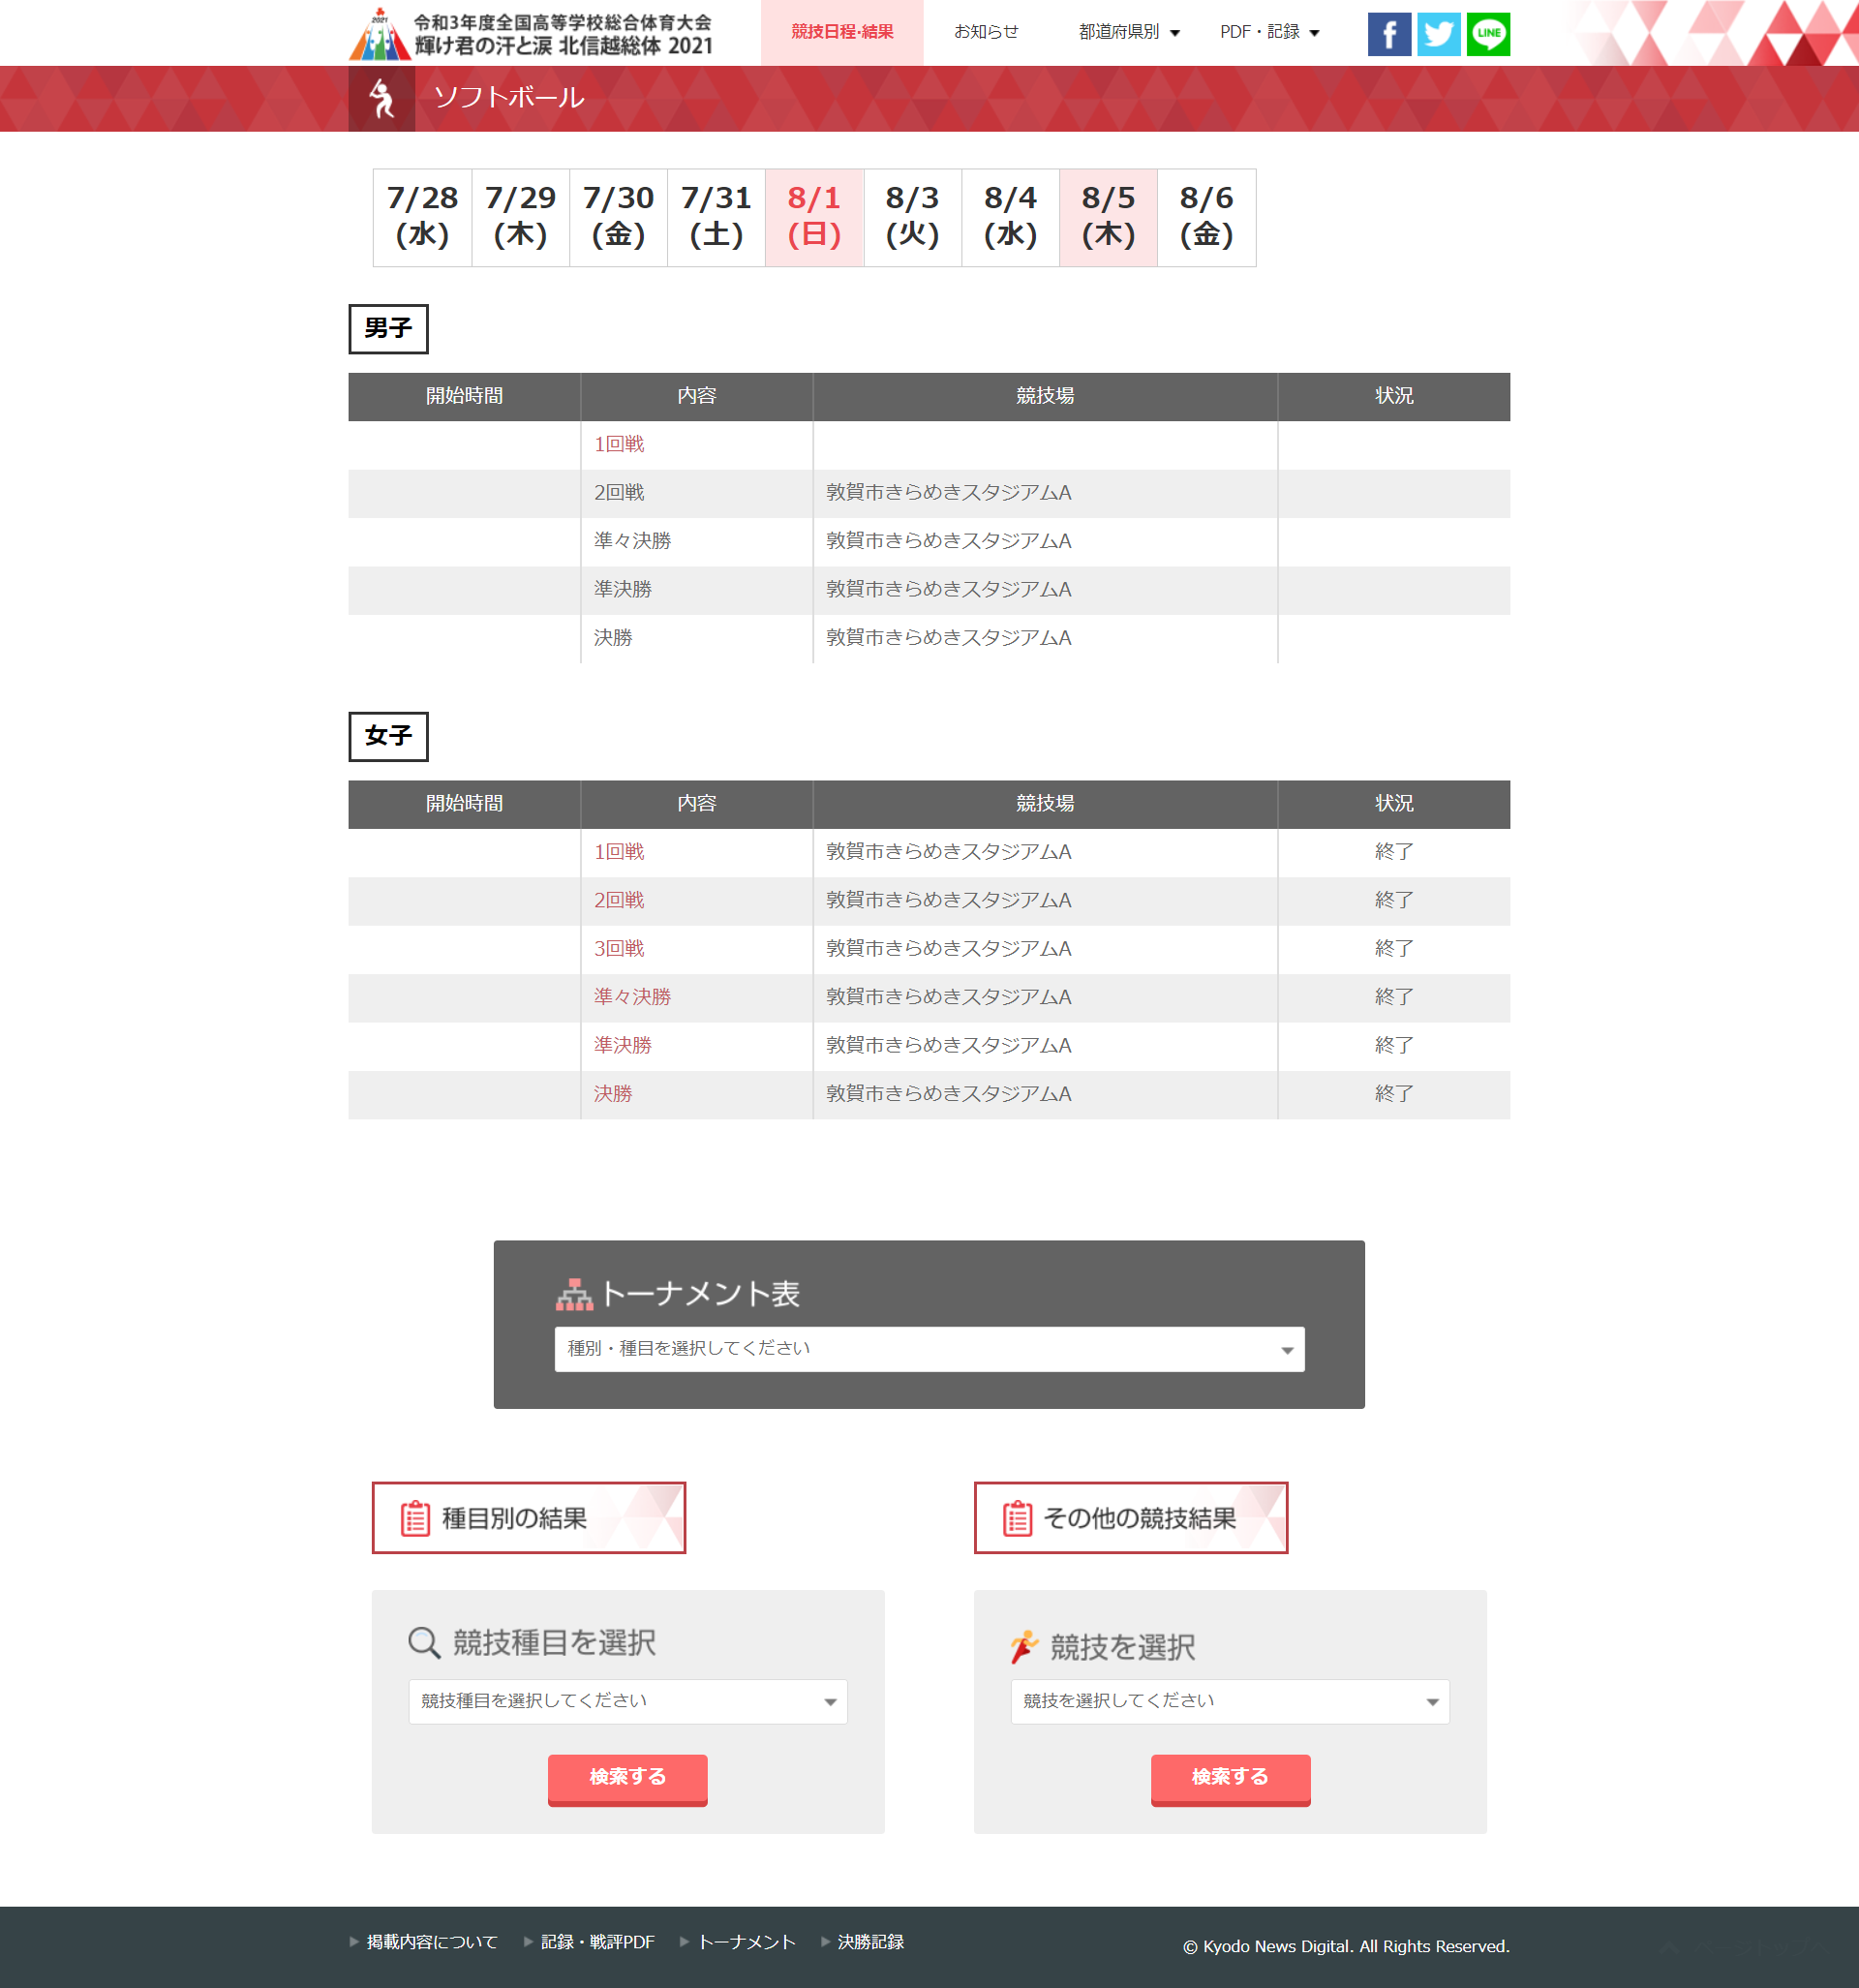 2021
令和3年度全国高等学校総合体育大会
輝け君の汗と涙 北信越総体 2021
競技日程·結果 お知らせ 都道府県別 PDF・記録 f LINE
ソフトボール
7/28 7/29 7/30 7/31 8/1 8/3 8/4 8/5 8/6
(水) (木) (金) (土) (日) (火) (水) (木) (金)
男子
開始時間 内容 競技場 状況
1回戦
2回戦 敦賀市きらめきスタジアムA
準々決勝 敦賀市きらめきスタジアムA
準決勝 敦賀市きらめきスタジアムA
決勝 敦賀市きらめきスタジアムA
女子
開始時間 内容 競技場 状況
1回戦 敦賀市きらめきスタジアムA 終了
2回戦 敦賀市きらめきスタジアムA 終了
3回戦 敦賀市きらめきスタジアムA 終了
準々決勝 敦賀市きらめきスタジアムA 終了
準決勝 敦賀市きらめきスタジアムA 終了
決勝 敦賀市きらめきスタジアムA 終了
トーナメント表
種別・種目を選択してください
種目別の結果
その他の競技結果
競技種目を選択
競技種目を選択してください
検索する
競技を選択
競技を選択してください
検索する
掲載内容について 記録・戦評PDF トーナメント 決勝記録
© Kyodo News Digital. All Rights Reserved.